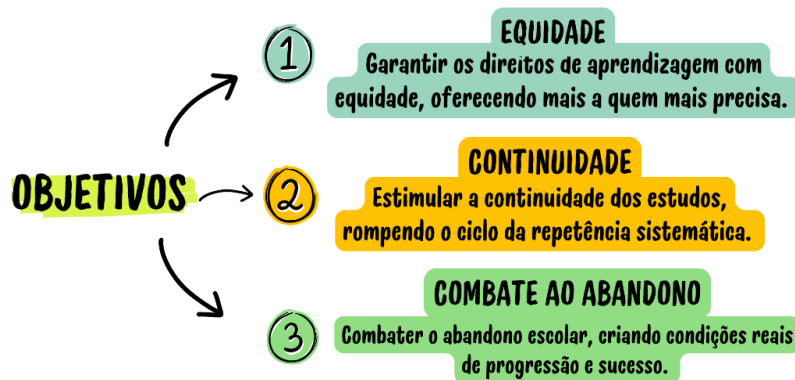 OBJETIVOS
1
EQUIDADE
Garantir os direitos de aprendizagem com
equidade, oferecendo mais a quem mais precisa.
2
CONTINUIDADE
Estimular a continuidade dos estudos,
rompendo o ciclo da repetência sistemática.
3
COMBATE AO ABANDONO
Combater o abandono escolar, criando condições reais
de progressão e sucesso.